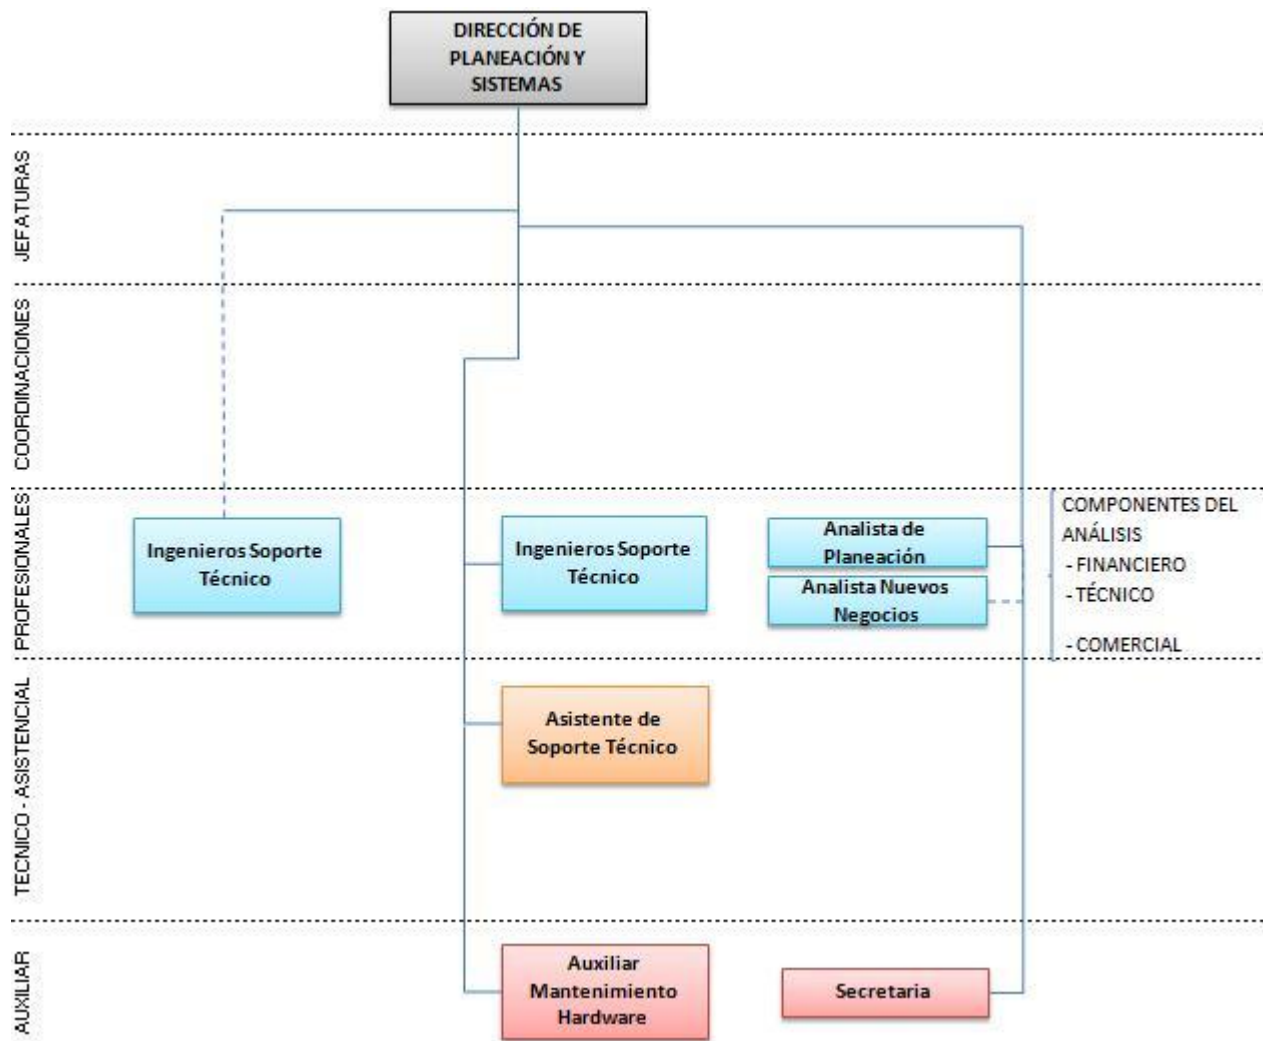 DIRECCIÓN DE
PLANEACIÓN Y
SISTEMAS
JEFATURAS
COORDINACIONES
PROFESIONALES
Ingenieros Soporte
Técnico
Ingenieros Soporte
Técnico
Analista de
Planeación
Analista Nuevos
Negocios
COMPONENTES DEL
ANÁLISIS
- FINANCIERO
- TÉCNICO
- COMERCIAL
TECNICO - ASISTENCIAL
Asistente de
Soporte Técnico
AUXILIAR
Auxiliar
Mantenimiento
Hardware
Secretaria